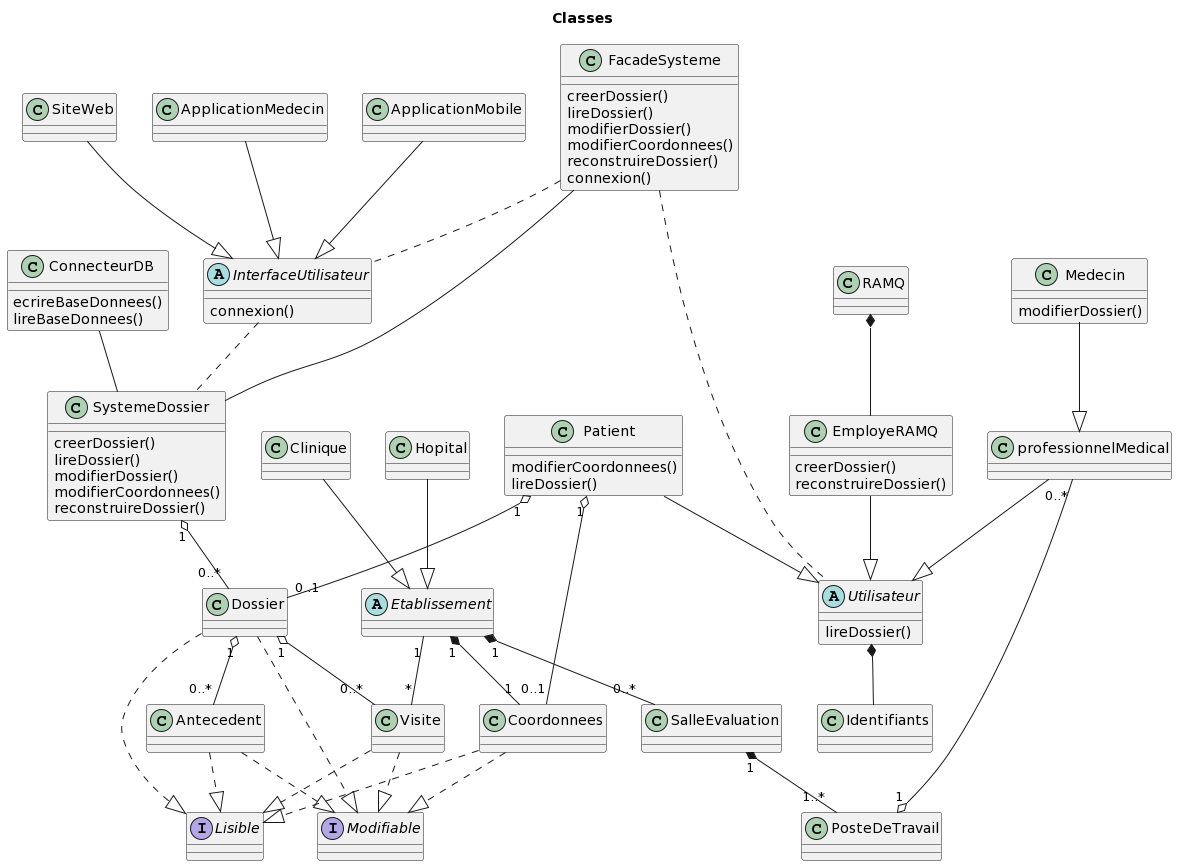 Classes
C FacadeSysteme
creerDossier()
lireDossier()
modifierDossier()
modifierCoordonnees()
reconstruireDossier()
connexion()
C SiteWeb
C ApplicationMedecin
C ApplicationMobile
C ConnecteurDB
ecrireBaseDonnees()
lireBaseDonnees()
A InterfaceUtilisateur
connexion()
C RAMQ
C Medecin
modifierDossier()
C SystemeDossier
creerDossier()
lireDossier()
modifierDossier()
modifierCoordonnees()
reconstruireDossier()
C Clinique
C Hopital
C Patient
modifierCoordonnees()
lireDossier()
C EmployeRAMQ
creerDossier()
reconstruireDossier()
C professionnelMedical
1
1
1
0..*
0..*
0..1
C Dossier
A Etablissement
A Utilisateur
lireDossier()
1
1
1
1
1
0..*
0..*
*
1
0..1
0..*
C Antecedent
C Visite
C Coordonnees
C SalleEvaluation
C Identifiants
1
1..*
1
I Lisible
I Modifiable
C PosteDeTravail